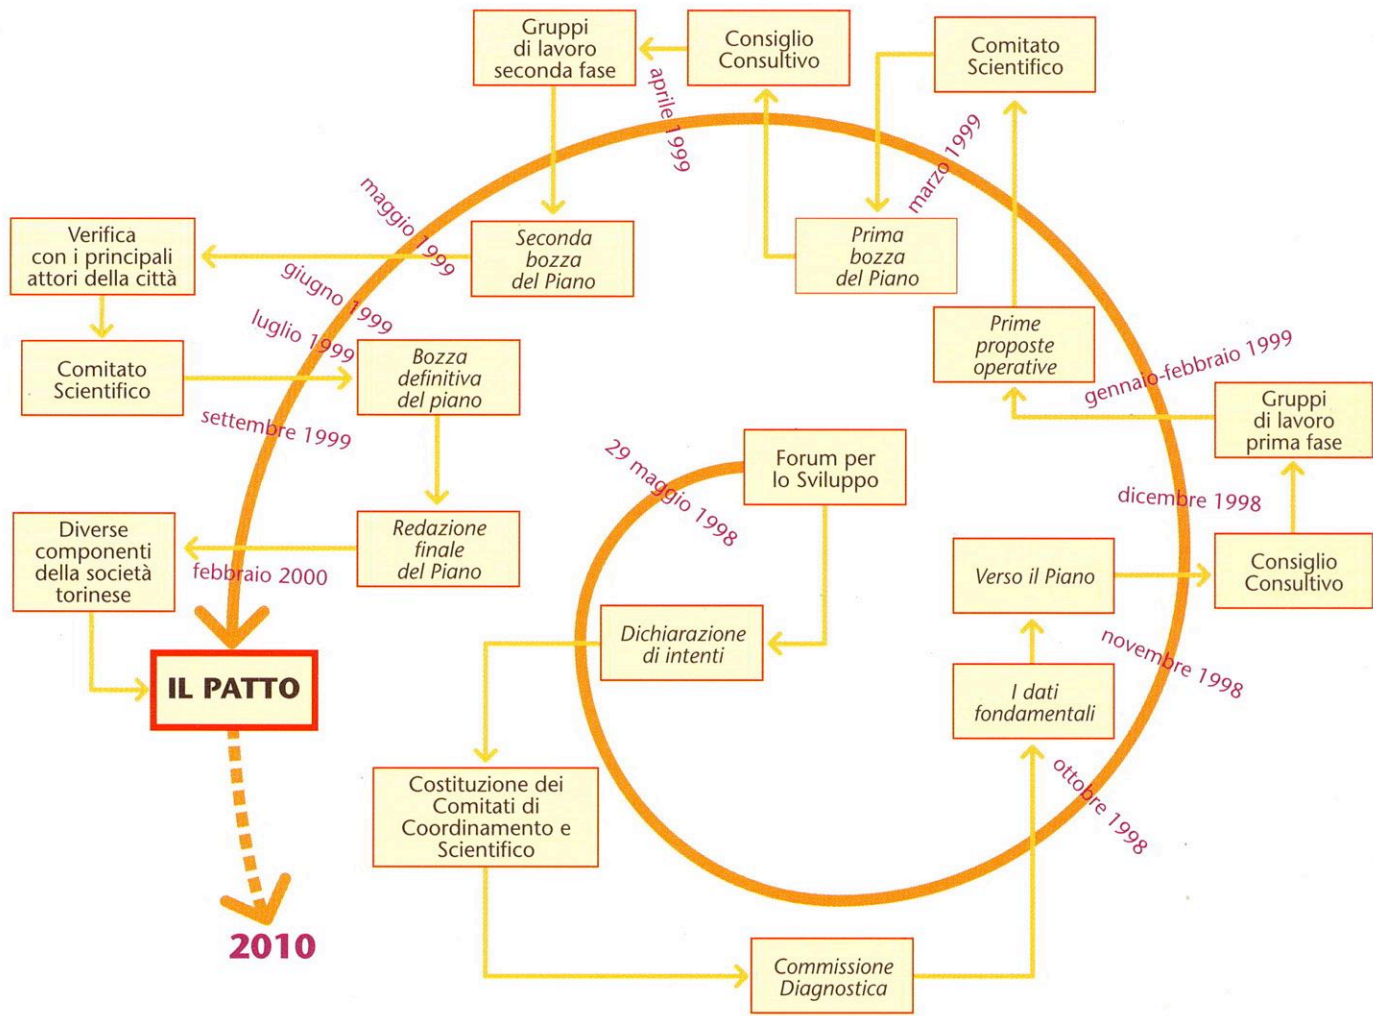 Gruppi
di lavoro
seconda fase
Consiglio
Consultivo
Comitato
Scientifico
aprile 1999
marzo 1999
maggio 1999
Verifica
con i principali
attori della città
Seconda
bozza
del Piano
Prima
bozza
del Piano
giugno 1999
luglio 1999
Prime
proposte
operative
gennaio-febbraio 1999
Comitato
Scientifico
Bozza
definitiva
del piano
Gruppi
di lavoro
prima fase
settembre 1999
29 maggio 1998
Forum per
lo Sviluppo
dicembre 1998
Diverse
componenti
della società
torinese
Redazione
finale
del Piano
febbraio 2000
Verso il Piano
Consiglio
Consultivo
Dichiarazione
di intenti
novembre 1998
IL PATTO
I dati
fondamentali
ottobre 1998
Costituzione dei
Comitati di
Coordinamento e
Scientifico
2010
Commissione
Diagnostica